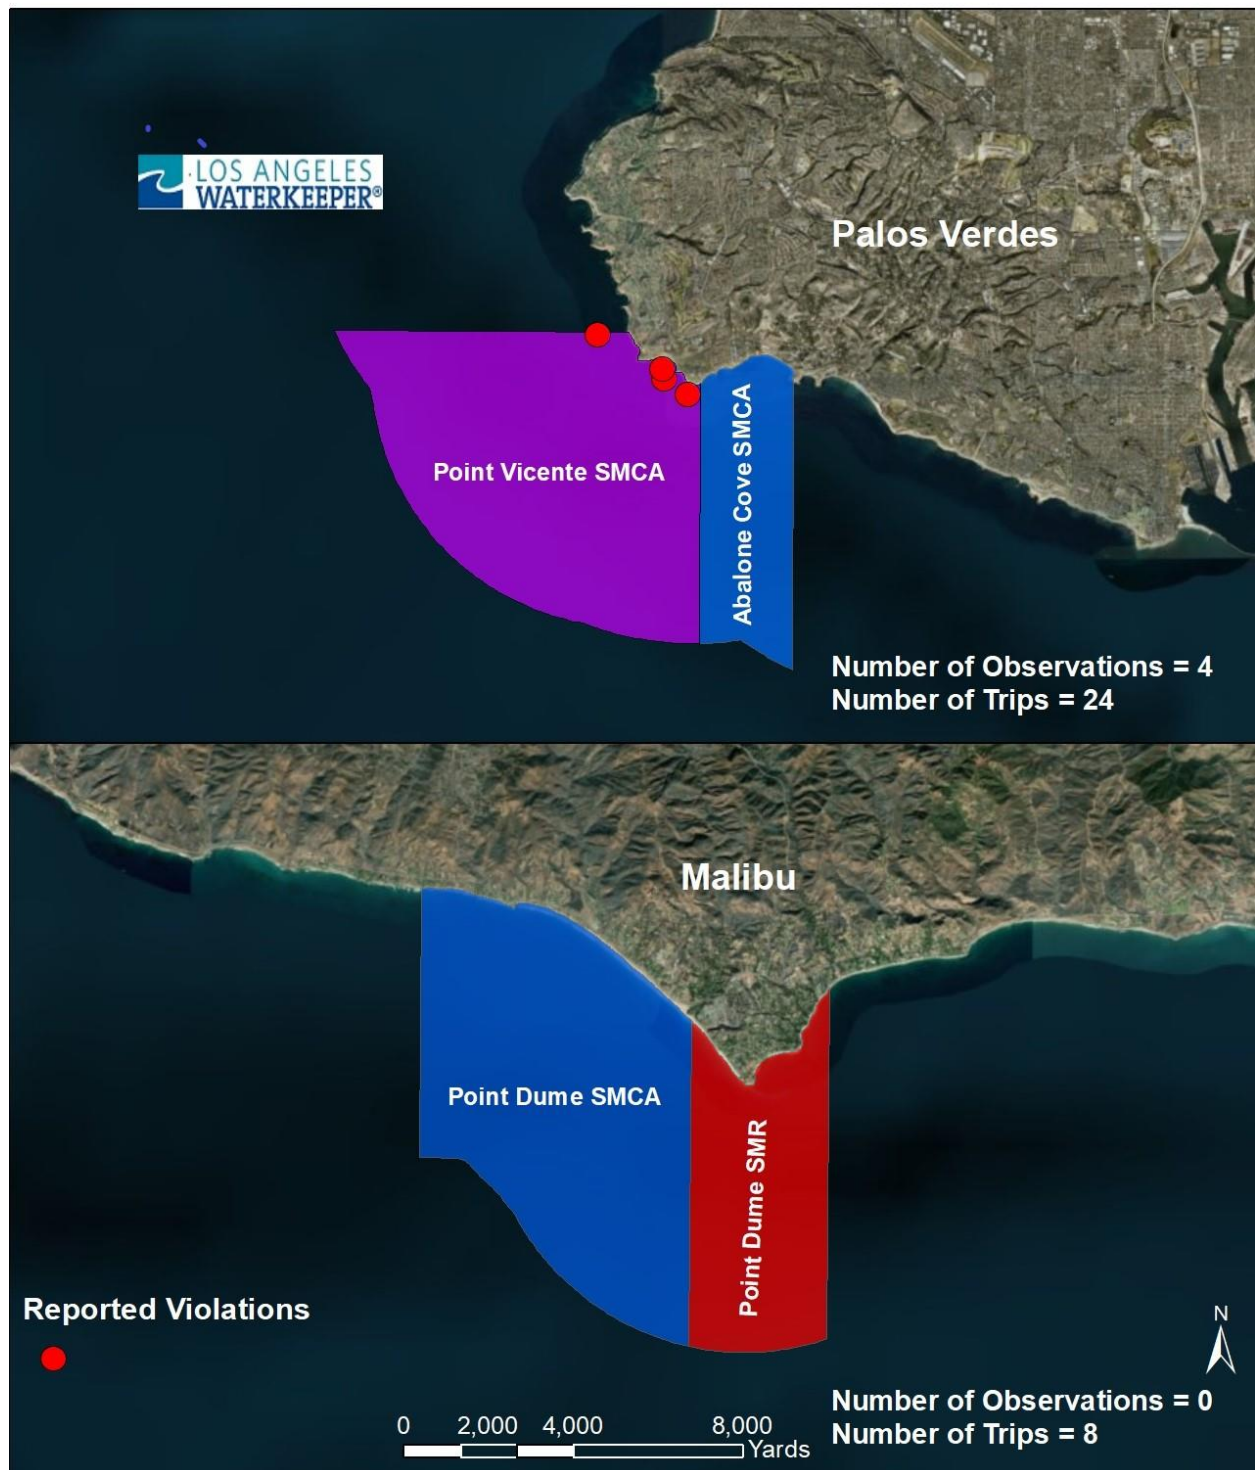 LOS ANGELES
WATERKEEPER®
Palos Verdes
Point Vicente SMCA
Abalone Cove SMCA
Number of Observations = 4
Number of Trips = 24
Malibu
Point Dume SMCA
Point Dume SMR
Reported Violations
N
Number of Observations = 0
Number of Trips = 8
0 2,000 4,000 8,000
Yards